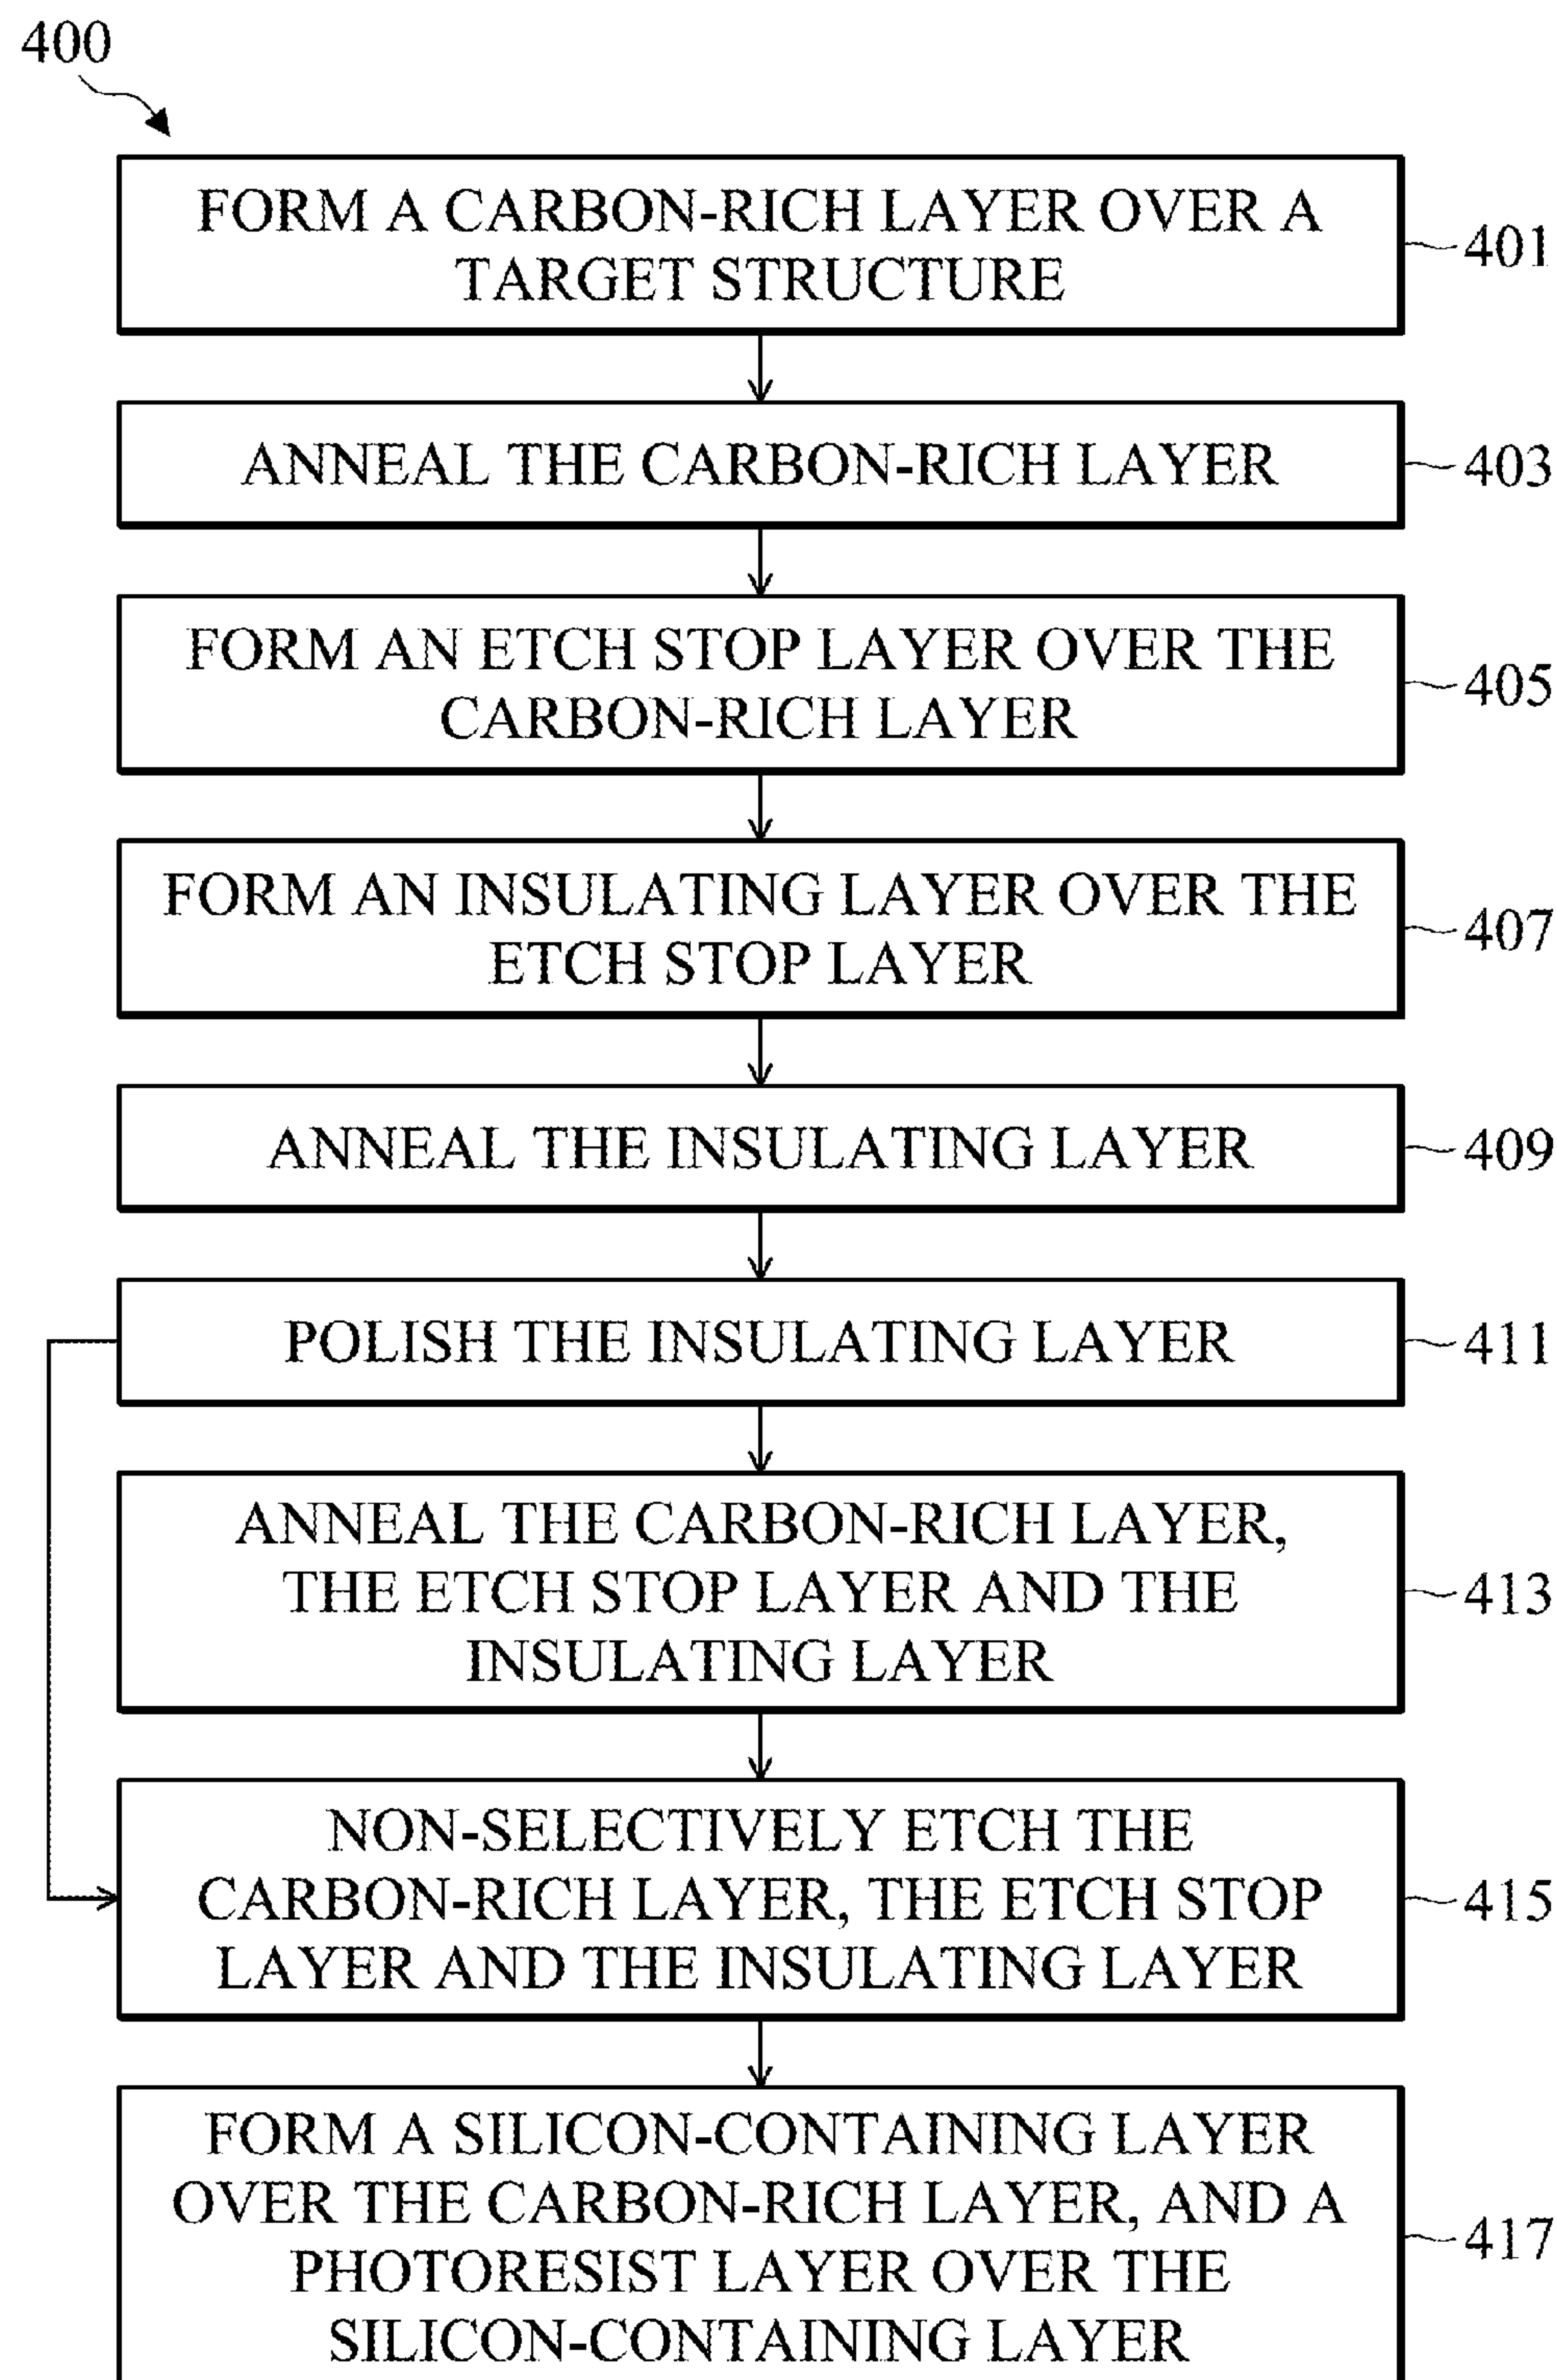 400
FORM A CARBON-RICH LAYER OVER A
TARGET STRUCTURE
401
ANNEAL THE CARBON-RICH LAYER
403
FORM AN ETCH STOP LAYER OVER THE
CARBON-RICH LAYER
405
FORM AN INSULATING LAYER OVER THE
ETCH STOP LAYER
407
ANNEAL THE INSULATING LAYER
409
POLISH THE INSULATING LAYER
411
ANNEAL THE CARBON-RICH LAYER,
THE ETCH STOP LAYER AND THE
INSULATING LAYER
413
NON-SELECTIVELY ETCH THE
CARBON-RICH LAYER, THE ETCH STOP
LAYER AND THE INSULATING LAYER
415
FORM A SILICON-CONTAINING LAYER
OVER THE CARBON-RICH LAYER, AND A
PHOTORESIST LAYER OVER THE
SILICON-CONTAINING LAYER
417